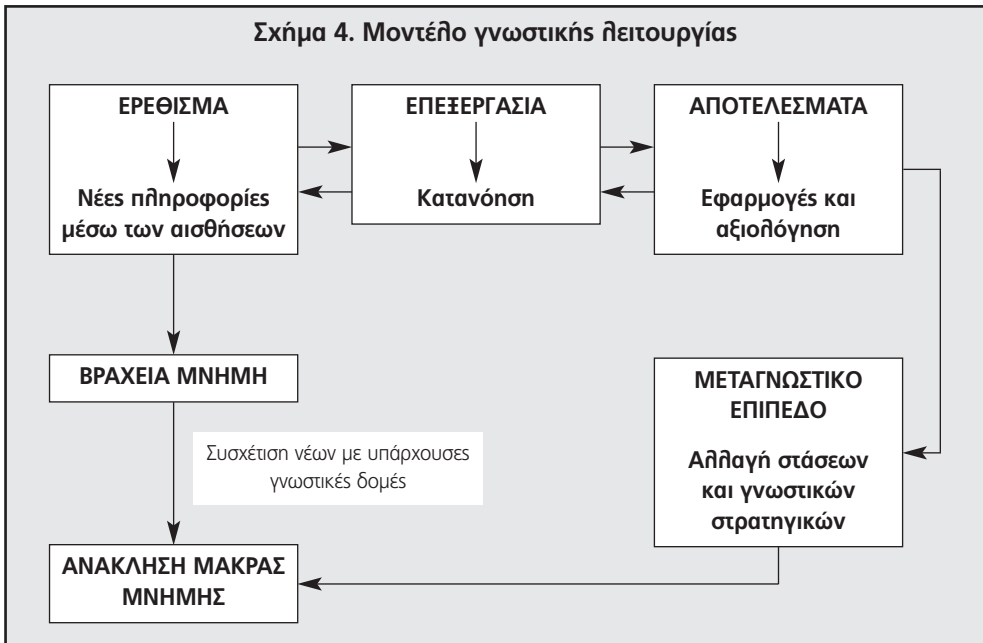 Σχήμα 4. Μοντέλο γνωστικής λειτουργίας
ΕΡΕΘΙΣΜΑ
Νέες πληροφορίες
μέσω των αισθήσεων
ΕΠΕΞΕΡΓΑΣΙΑ
Κατανόηση
ΑΠΟΤΕΛΕΣΜΑΤΑ
Εφαρμογές και
αξιολόγηση
ΒΡΑΧΕΙΑ ΜΝΗΜΗ
Συσχέτιση νέων με υπάρχουσες
γνωστικές δομές
ΜΕΤΑΓΝΩΣΤΙΚΟ
ΕΠΙΠΕΔΟ
Αλλαγή στάσεων
και γνωστικών
στρατηγικών
ΑΝΑΚΛΗΣΗ ΜΑΚΡΑΣ
ΜΝΗΜΗΣ